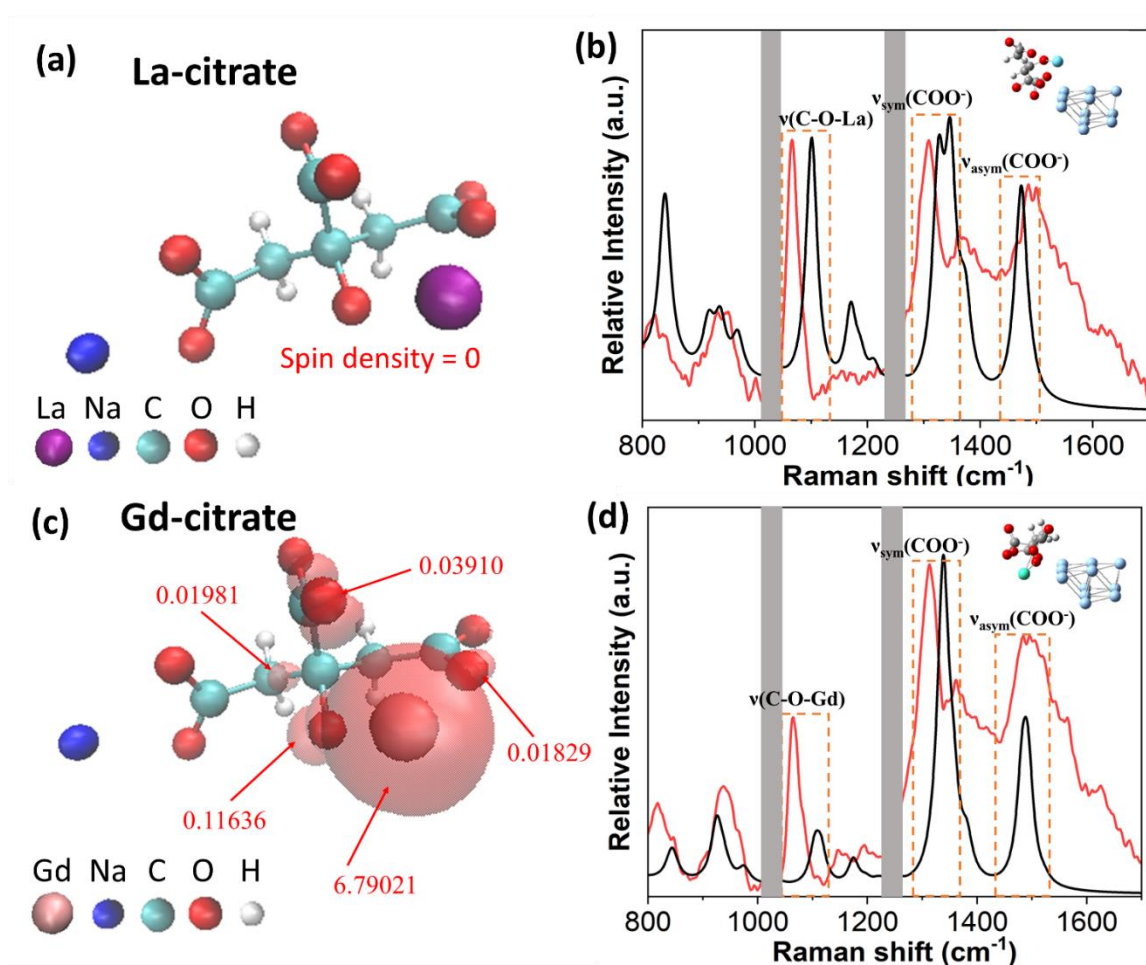 (a)
La-citrate
Spin density = 0
La Na C O H
(b)
Relative Intensity (a.u.)
ν(C-O-La)
νsym(COO⁻)
νasym(COO⁻)
800 1000 1200 1400 1600
Raman shift (cm⁻¹)
(c)
Gd-citrate
0.01981
0.03910
0.01829
0.11636
6.79021
Gd Na C O H
(d)
Relative Intensity (a.u.)
ν(C-O-Gd)
νsym(COO⁻)
νasym(COO⁻)
800 1000 1200 1400 1600
Raman shift (cm⁻¹)